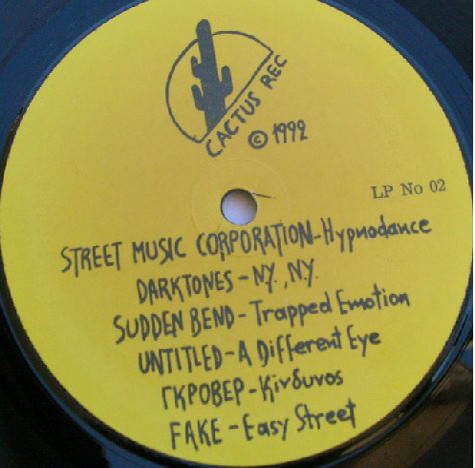 CACTUS REC
© 1992
LP No 02
STREET MUSIC CORPORATION-Hypnodance
DARKTONES-N.Y., N.Y.
SUDDEN BEND-Trapped Emotion
UNTITLED-A Different Eye
ΓΚΡΟΒΕΡ-Κίνδυνος
FAKE-Easy Street